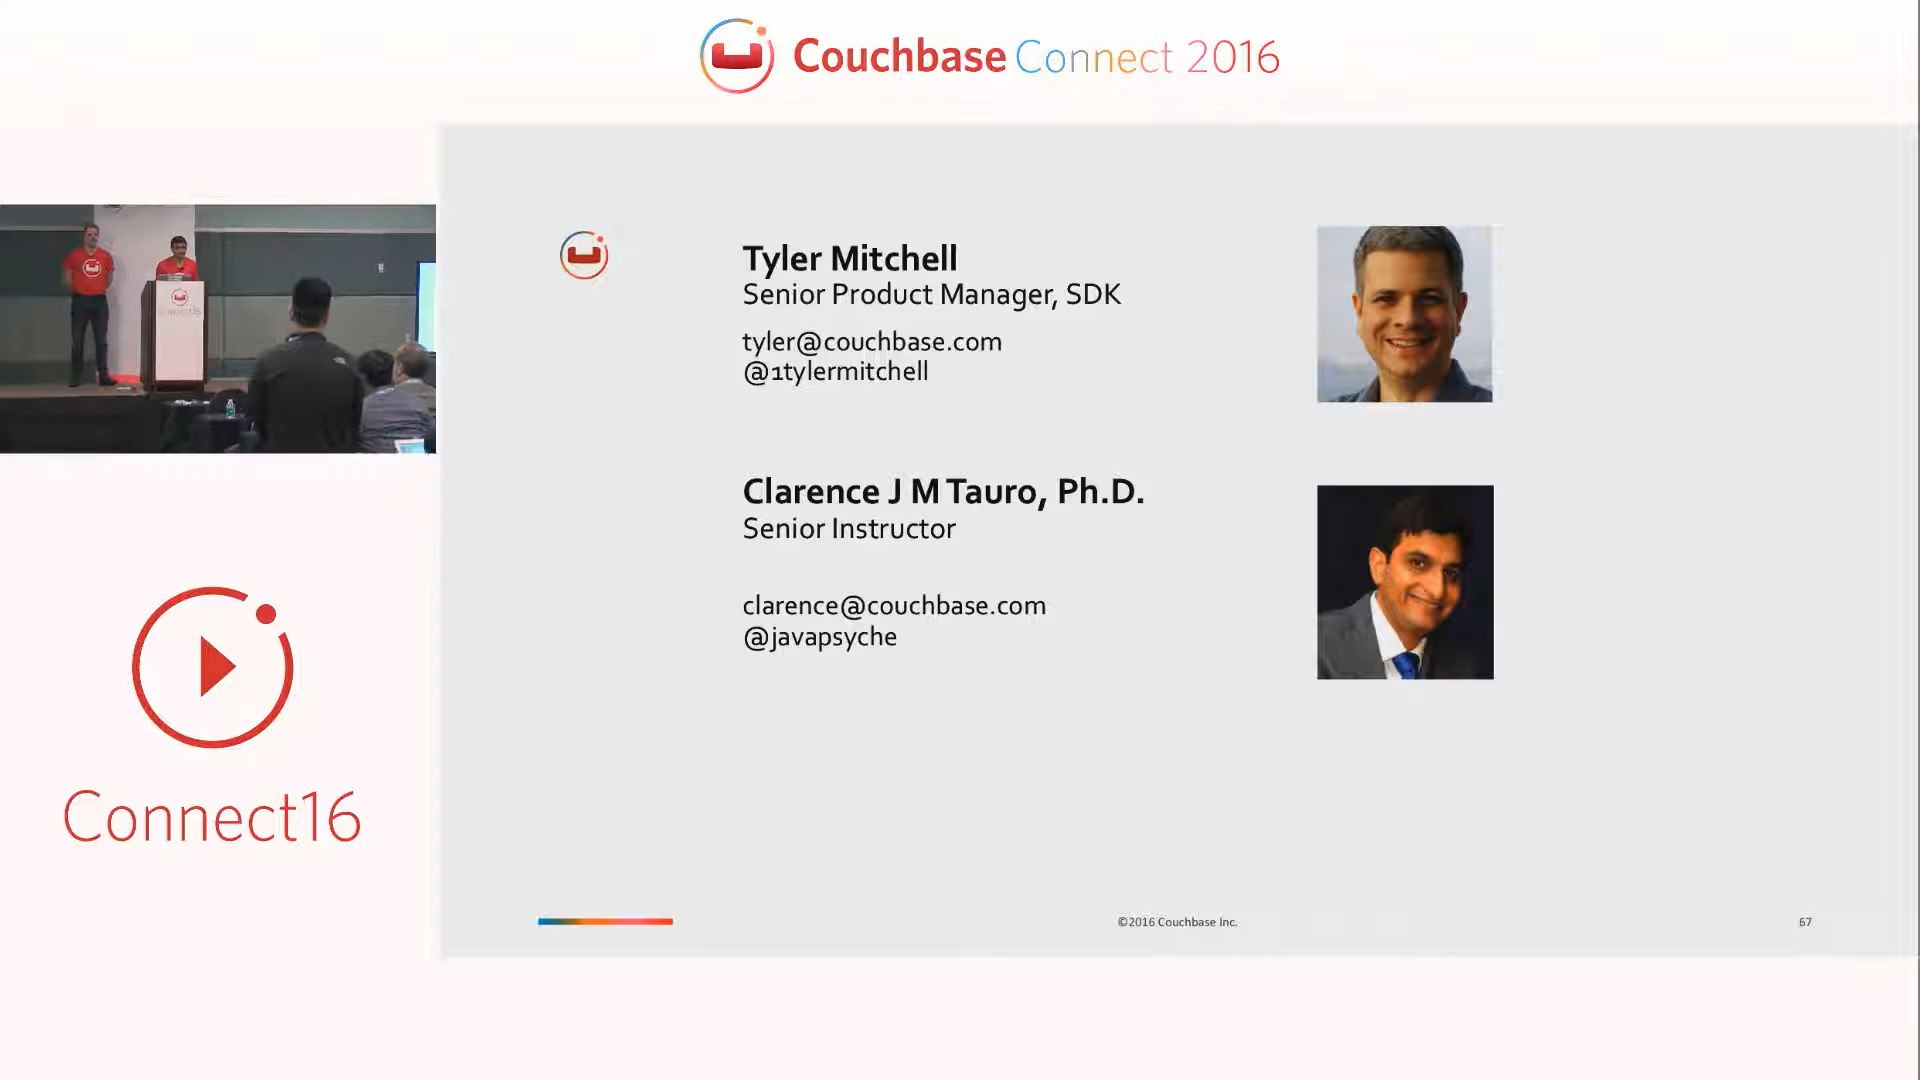 Couchbase Connect 2016
Tyler Mitchell
Senior Product Manager, SDK
tyler@couchbase.com
@1tylermitchell
Clarence J M Tauro, Ph.D.
Senior Instructor
clarence@couchbase.com
@javapsyche
Connect16
©2016 Couchbase Inc.
67